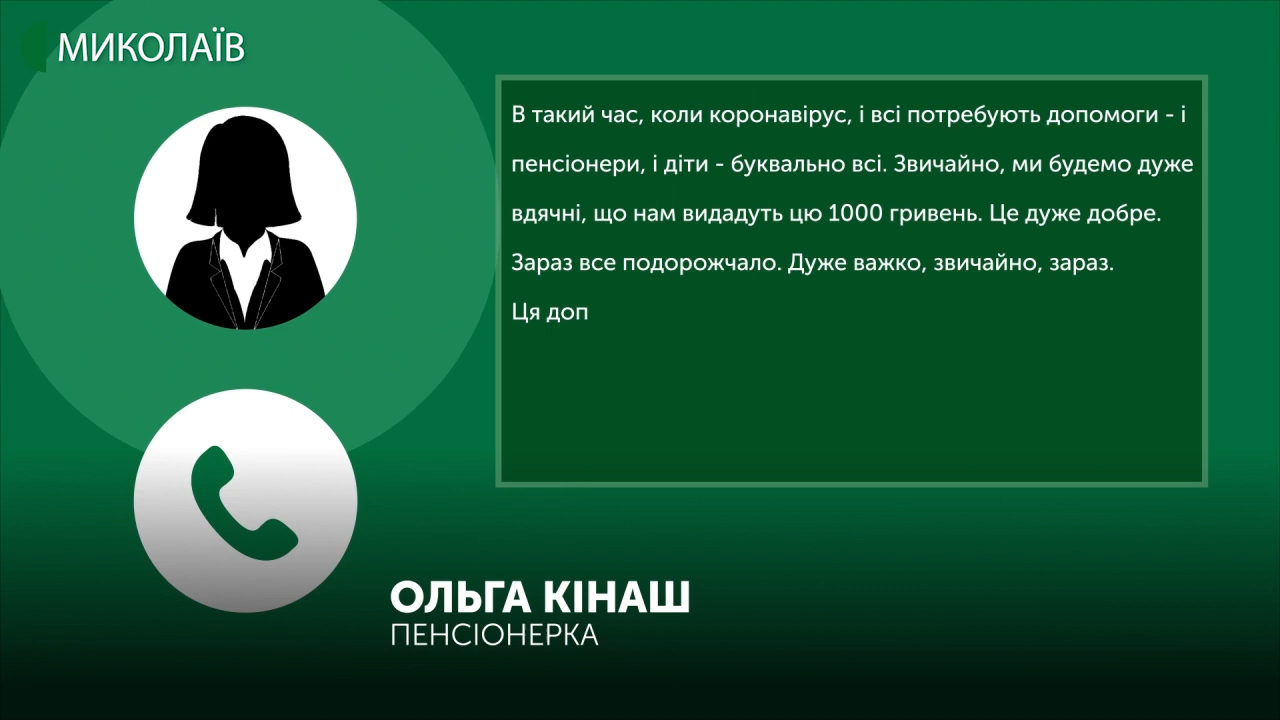 МИКОЛАЇВ
В такий час, коли коронавірус, і всі потребують допомоги - і
пенсіонери, і діти - буквально всі. Звичайно, ми будемо дуже
вдячні, що нам видадуть цю 1000 гривень. Це дуже добре.
Зараз все подорожчало. Дуже важко, звичайно, зараз.
Ця доп
ОЛЬГА КІНАШ
ПЕНСІОНЕРКА